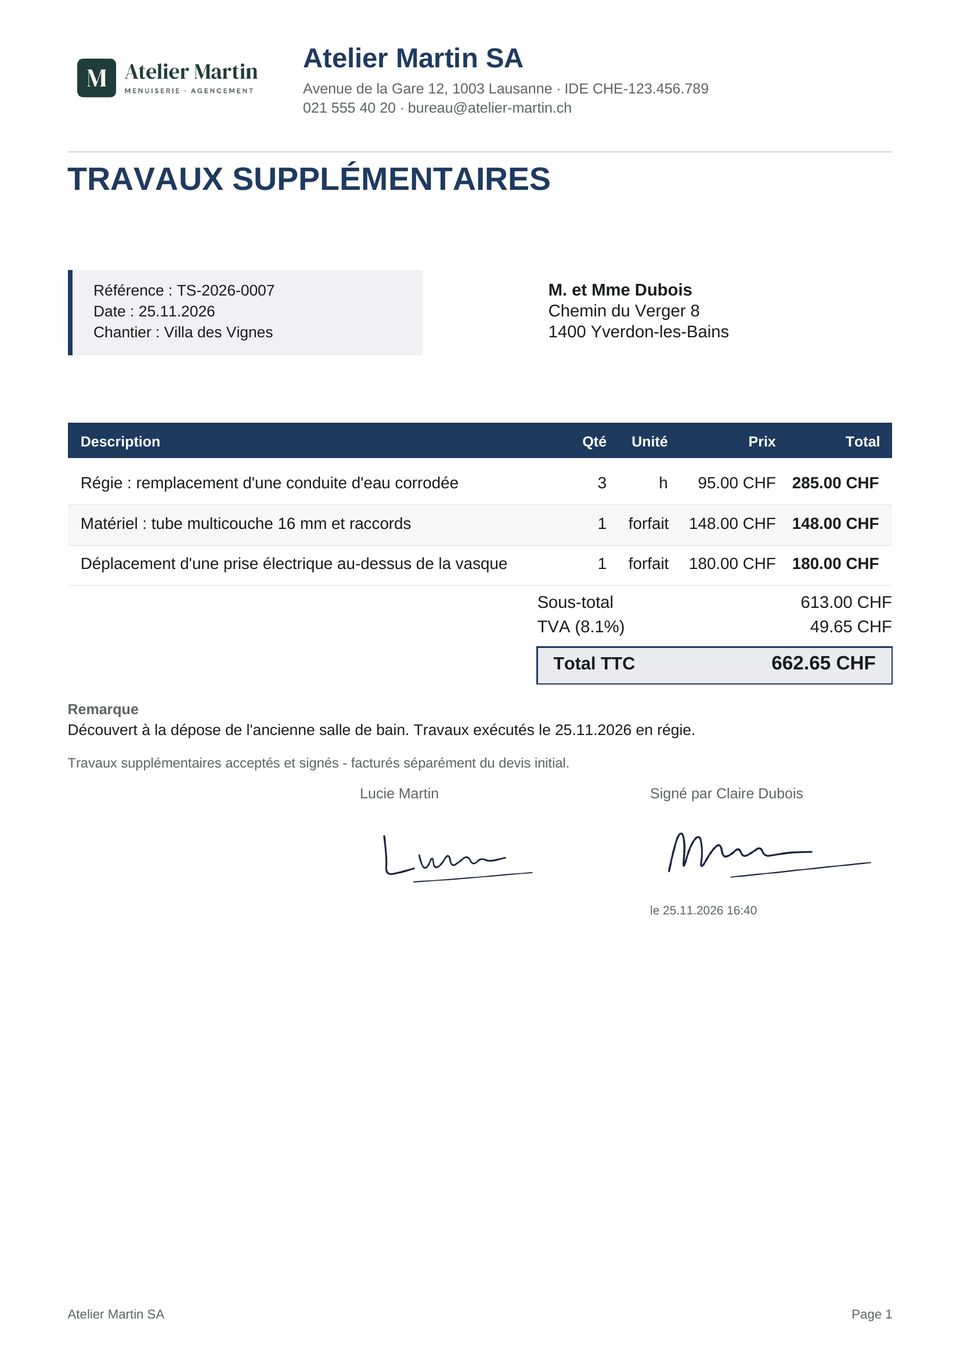 M Atelier Martin
MENUISERIE · AGENCEMENT
Atelier Martin SA
Avenue de la Gare 12, 1003 Lausanne · IDE CHE-123.456.789
021 555 40 20 · bureau@atelier-martin.ch
TRAVAUX SUPPLÉMENTAIRES
Référence : TS-2026-0007
Date : 25.11.2026
Chantier : Villa des Vignes
M. et Mme Dubois
Chemin du Verger 8
1400 Yverdon-les-Bains
Description Qté Unité Prix Total
Régie : remplacement d'une conduite d'eau corrodée 3 h 95.00 CHF 285.00 CHF
Matériel : tube multicouche 16 mm et raccords 1 forfait 148.00 CHF 148.00 CHF
Déplacement d'une prise électrique au-dessus de la vasque 1 forfait 180.00 CHF 180.00 CHF
Sous-total 613.00 CHF
TVA (8.1%) 49.65 CHF
Total TTC 662.65 CHF
Remarque
Découvert à la dépose de l'ancienne salle de bain. Travaux exécutés le 25.11.2026 en régie.
Travaux supplémentaires acceptés et signés - facturés séparément du devis initial.
Lucie Martin Signé par Claire Dubois
le 25.11.2026 16:40
Atelier Martin SA Page 1